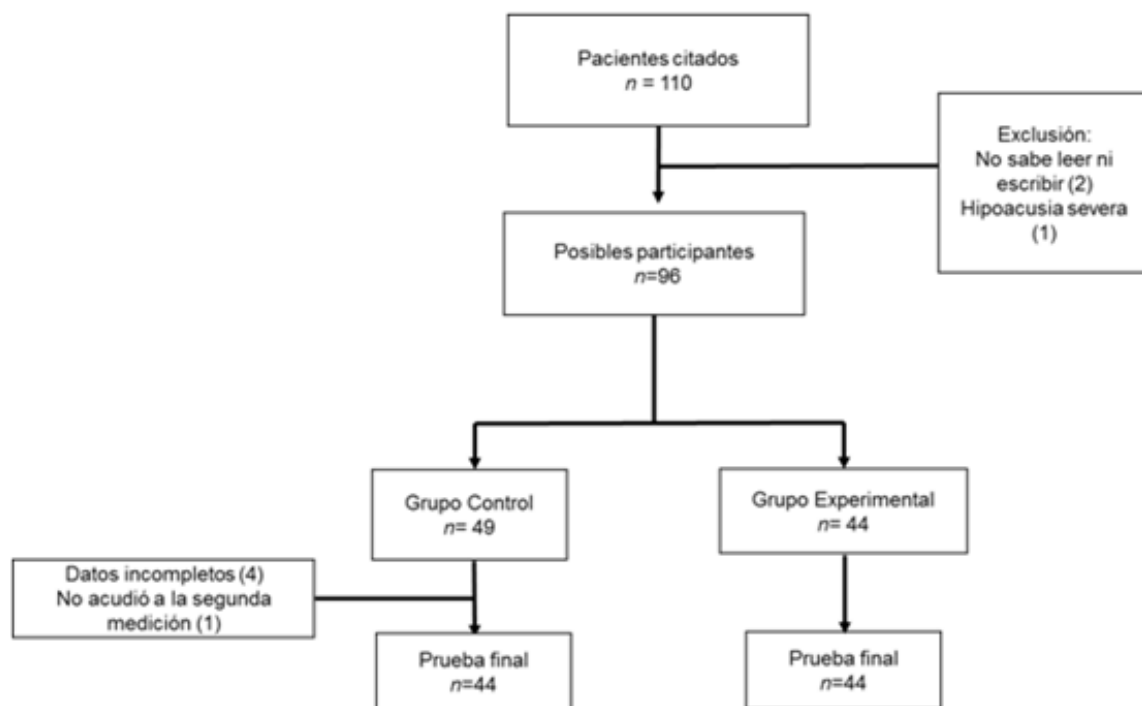 Pacientes citados
n = 110
Exclusión:
No sabe leer ni
escribir (2)
Hipoacusia severa
(1)
Posibles participantes
n=96
Grupo Control
n= 49
Grupo Experimental
n= 44
Datos incompletos (4)
No acudió a la segunda
medición (1)
Prueba final
n=44
Prueba final
n=44